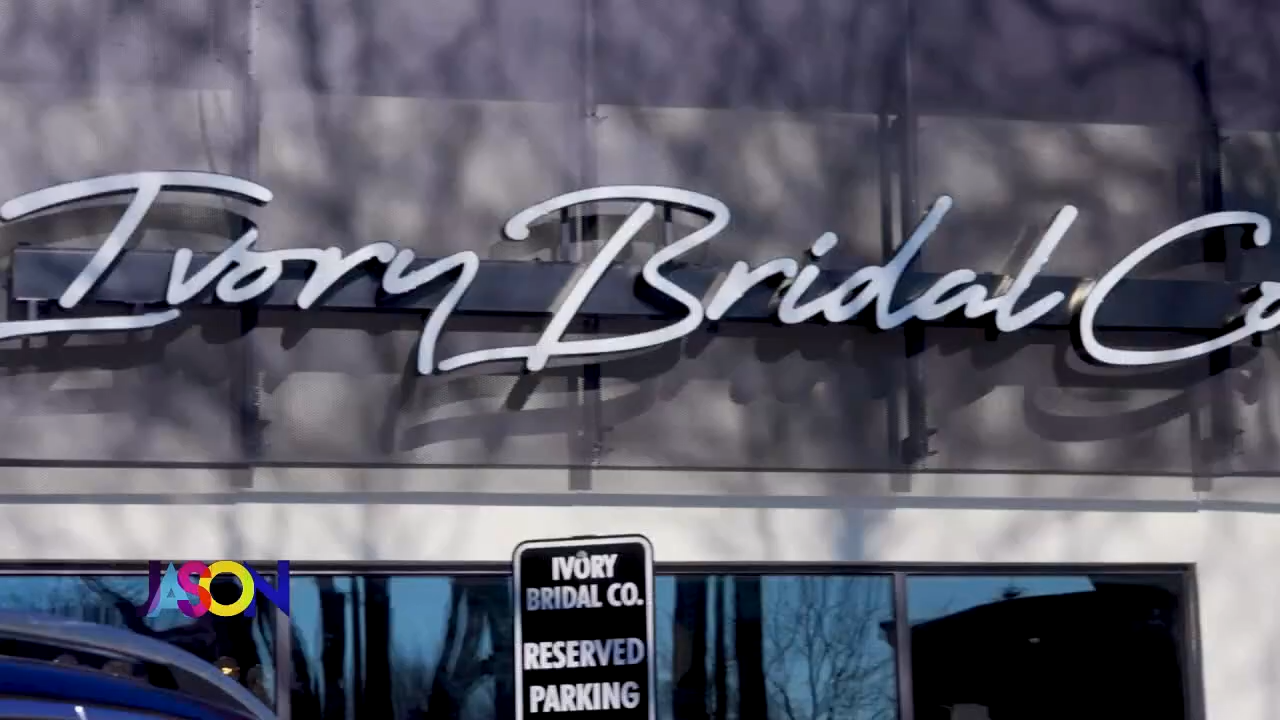 Ivory Bridal Co
JASON
IVORY
BRIDAL CO.
RESERVED
PARKING